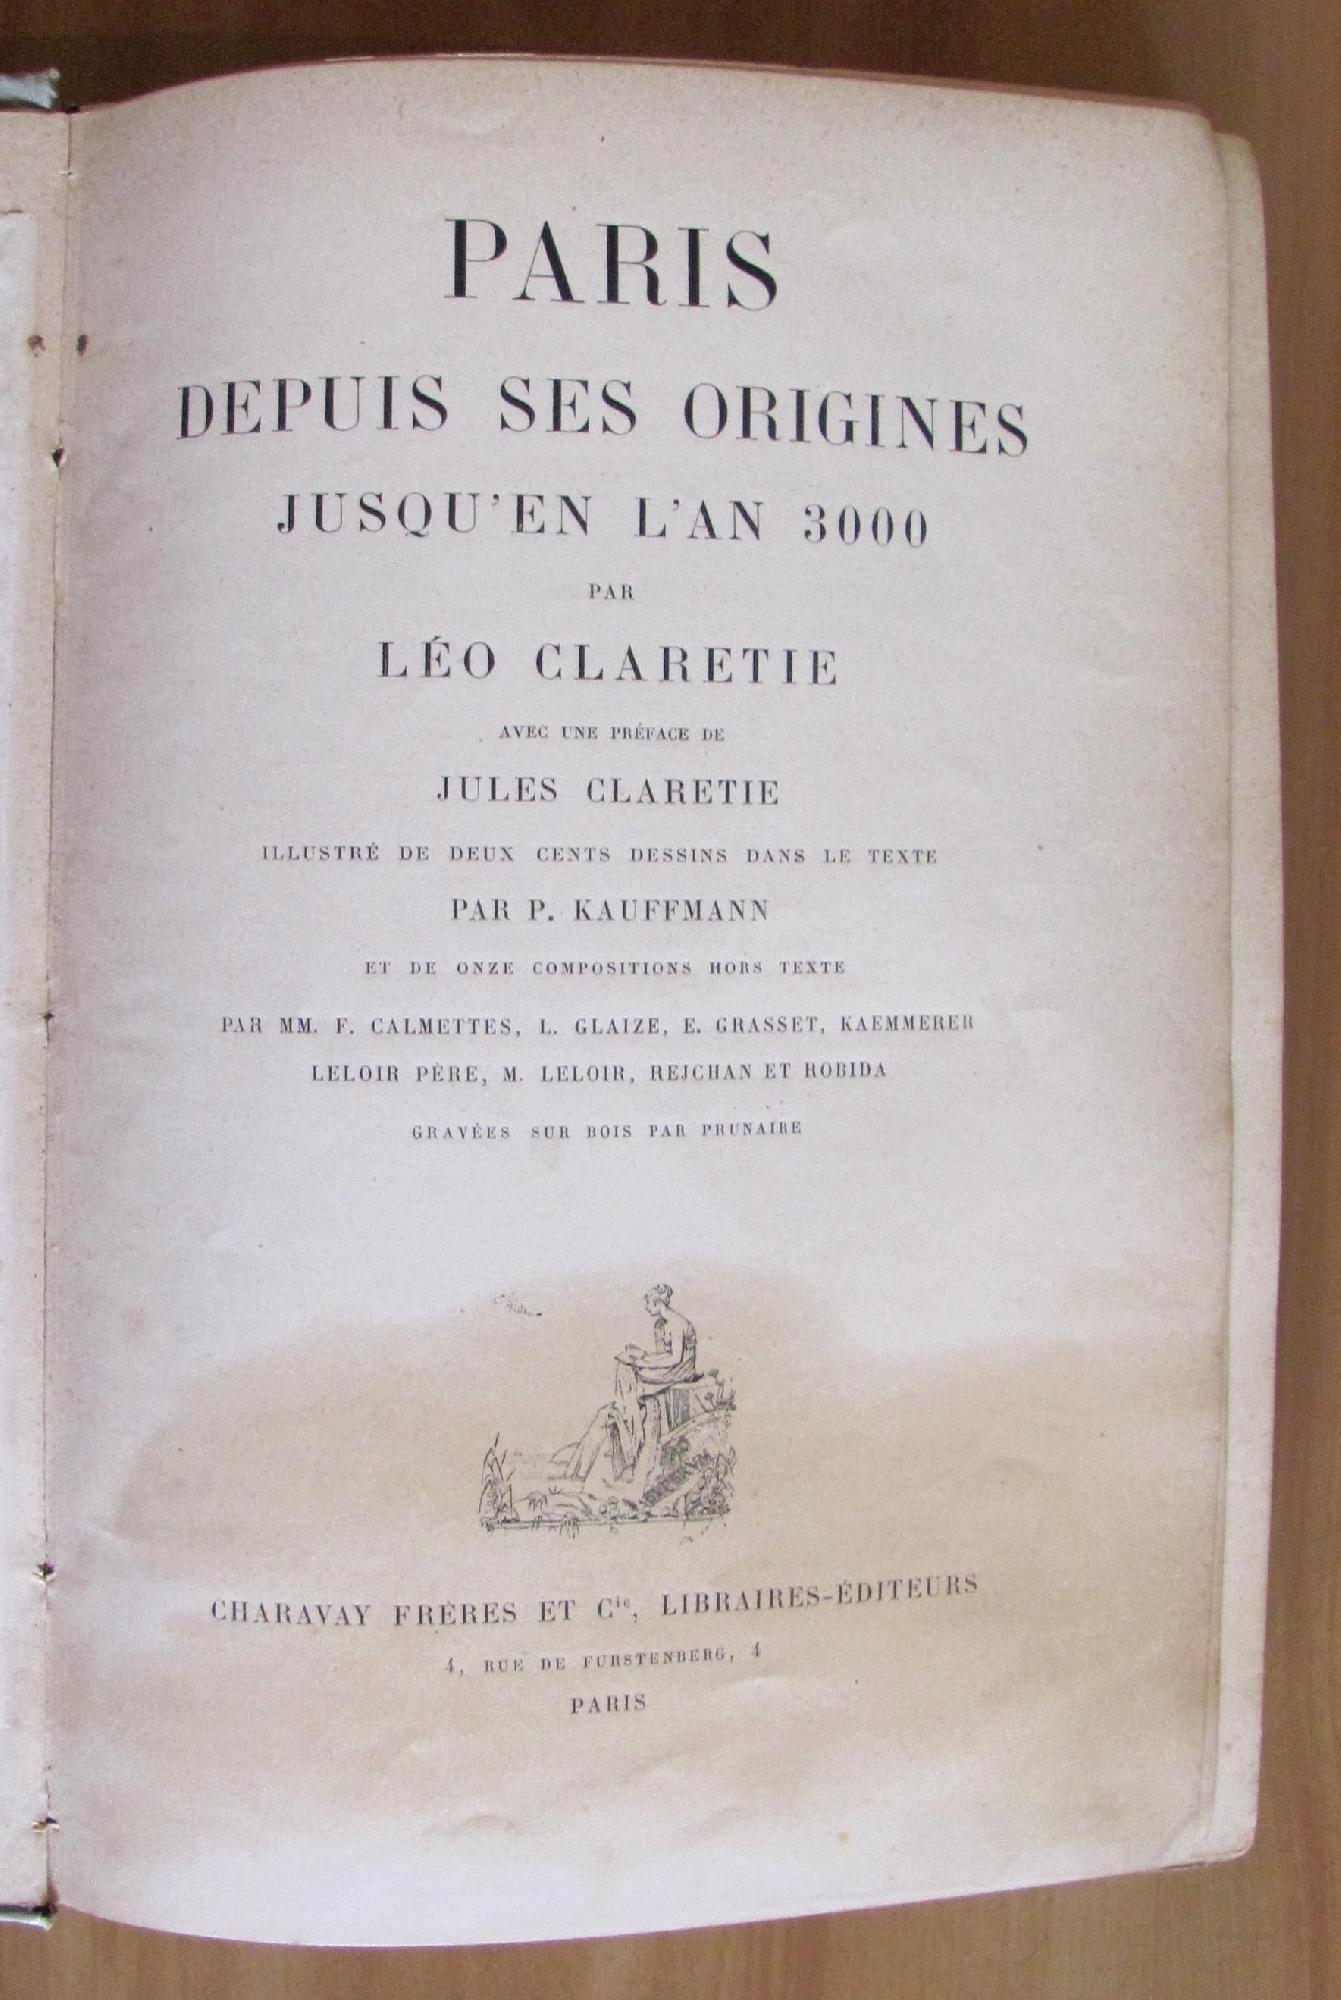 PARIS
DEPUIS SES ORIGINES
JUSQU'EN L'AN 3000
PAR
LÉO CLARETIE
AVEC UNE PRÉFACE DE
JULES CLARETIE
ILLUSTRÉ DE DEUX CENTS DESSINS DANS LE TEXTE
PAR P. KAUFFMANN
ET DE ONZE COMPOSITIONS HORS TEXTE
PAR MM. F. CALMETTES, L. GLAIZE, E. GRASSET, KAEMMERER
LELOIR PÈRE, M. LELOIR, REJCHAN ET ROBIDA
GRAVÉES SUR BOIS PAR PRUNAIRE
CHARAVAY FRÈRES ET Cie, LIBRAIRES-ÉDITEURS
4, RUE DE FURSTENBERG, 4
PARIS